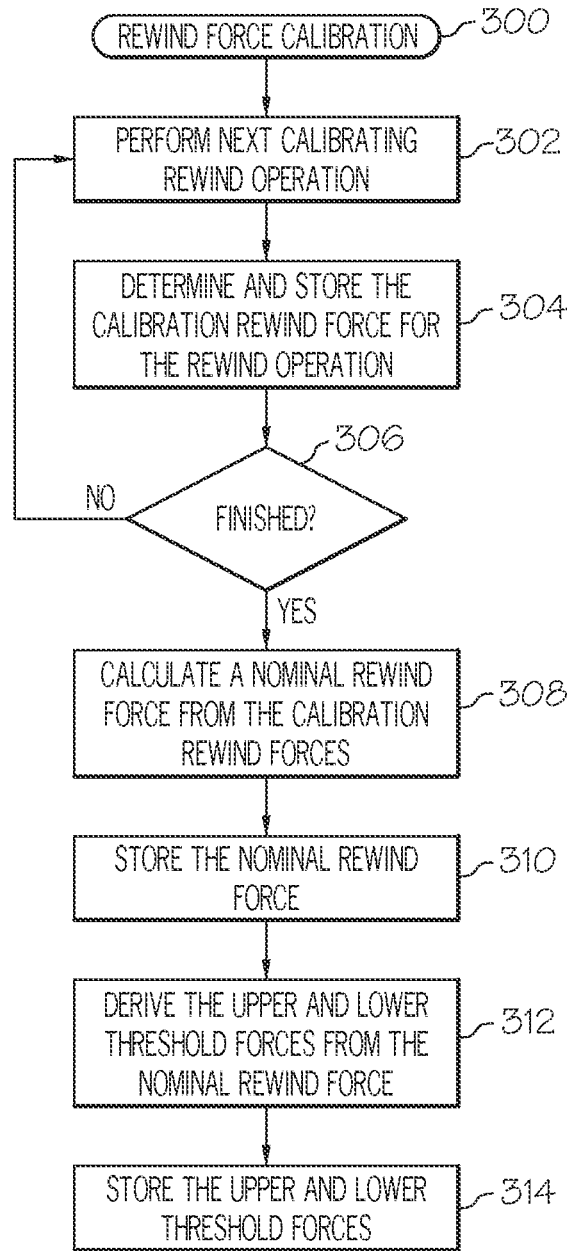 REWIND FORCE CALIBRATION
300
PERFORM NEXT CALIBRATING
REWIND OPERATION
302
DETERMINE AND STORE THE
CALIBRATION REWIND FORCE FOR
THE REWIND OPERATION
304
306
NO
FINISHED?
YES
CALCULATE A NOMINAL REWIND
FORCE FROM THE CALIBRATION
REWIND FORCES
308
STORE THE NOMINAL REWIND
FORCE
310
DERIVE THE UPPER AND LOWER
THRESHOLD FORCES FROM THE
NOMINAL REWIND FORCE
312
STORE THE UPPER AND LOWER
THRESHOLD FORCES
314